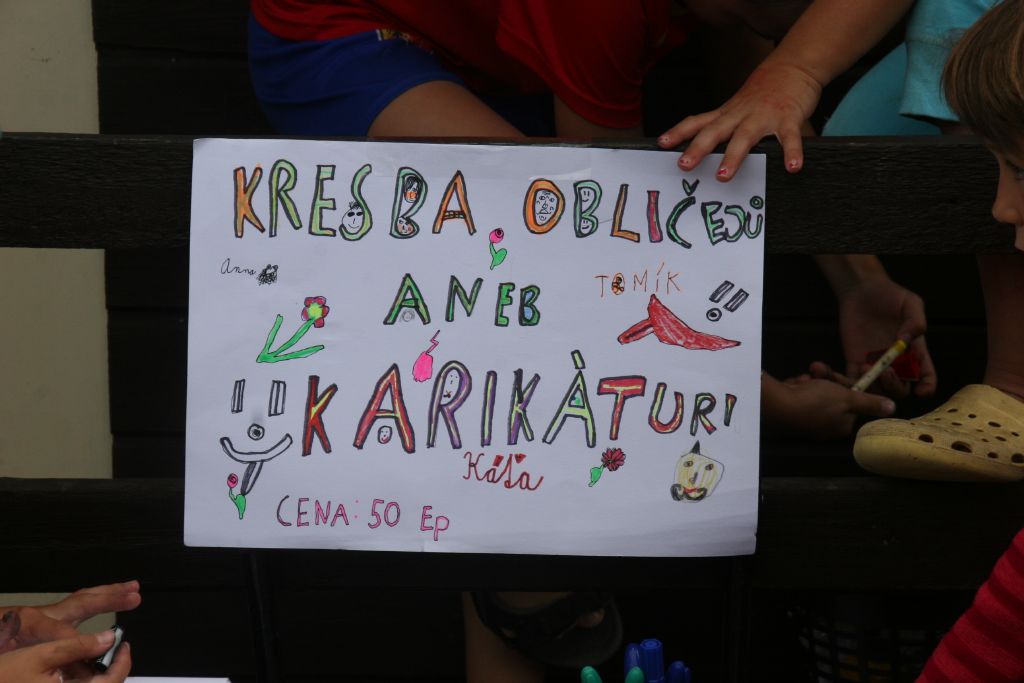 KRESBA OBLIČEJŮ
Anna
TOMÍK
ANEB
KARIKÀTURI
Káťa
CENA: 50 Ep